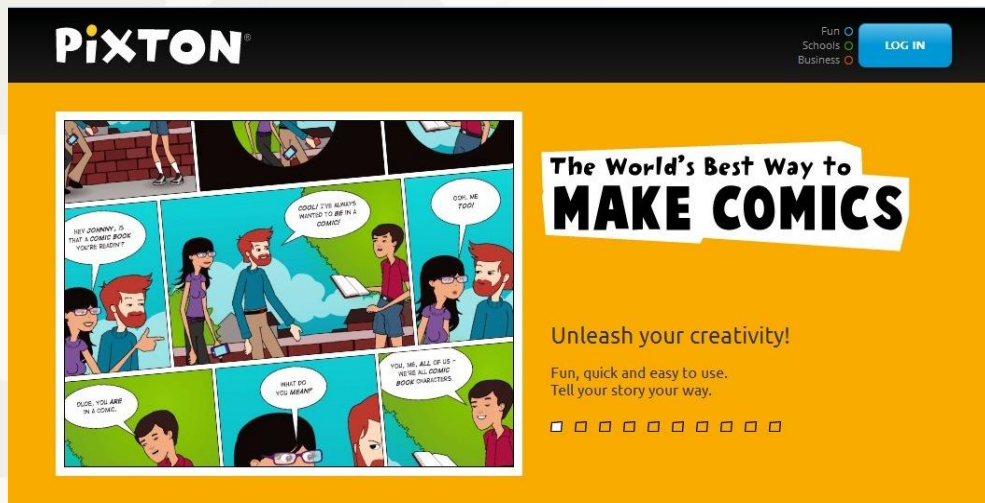 PiXTON®
Fun
Schools
Business
LOG IN
HEY JOHNNY, IS
THAT A COMIC BOOK
YOU'RE READIN'?
COOL! I'VE ALWAYS
WANTED TO BE IN A
COMIC!
OOH, ME
TOO!
DUDE, YOU ARE
IN A COMIC.
WHAT DO
YOU MEAN?
YOU, ME, ALL OF US –
WE'RE ALL COMIC
BOOK CHARACTERS.
The World's Best Way to
MAKE COMICS
Unleash your creativity!
Fun, quick and easy to use.
Tell your story your way.